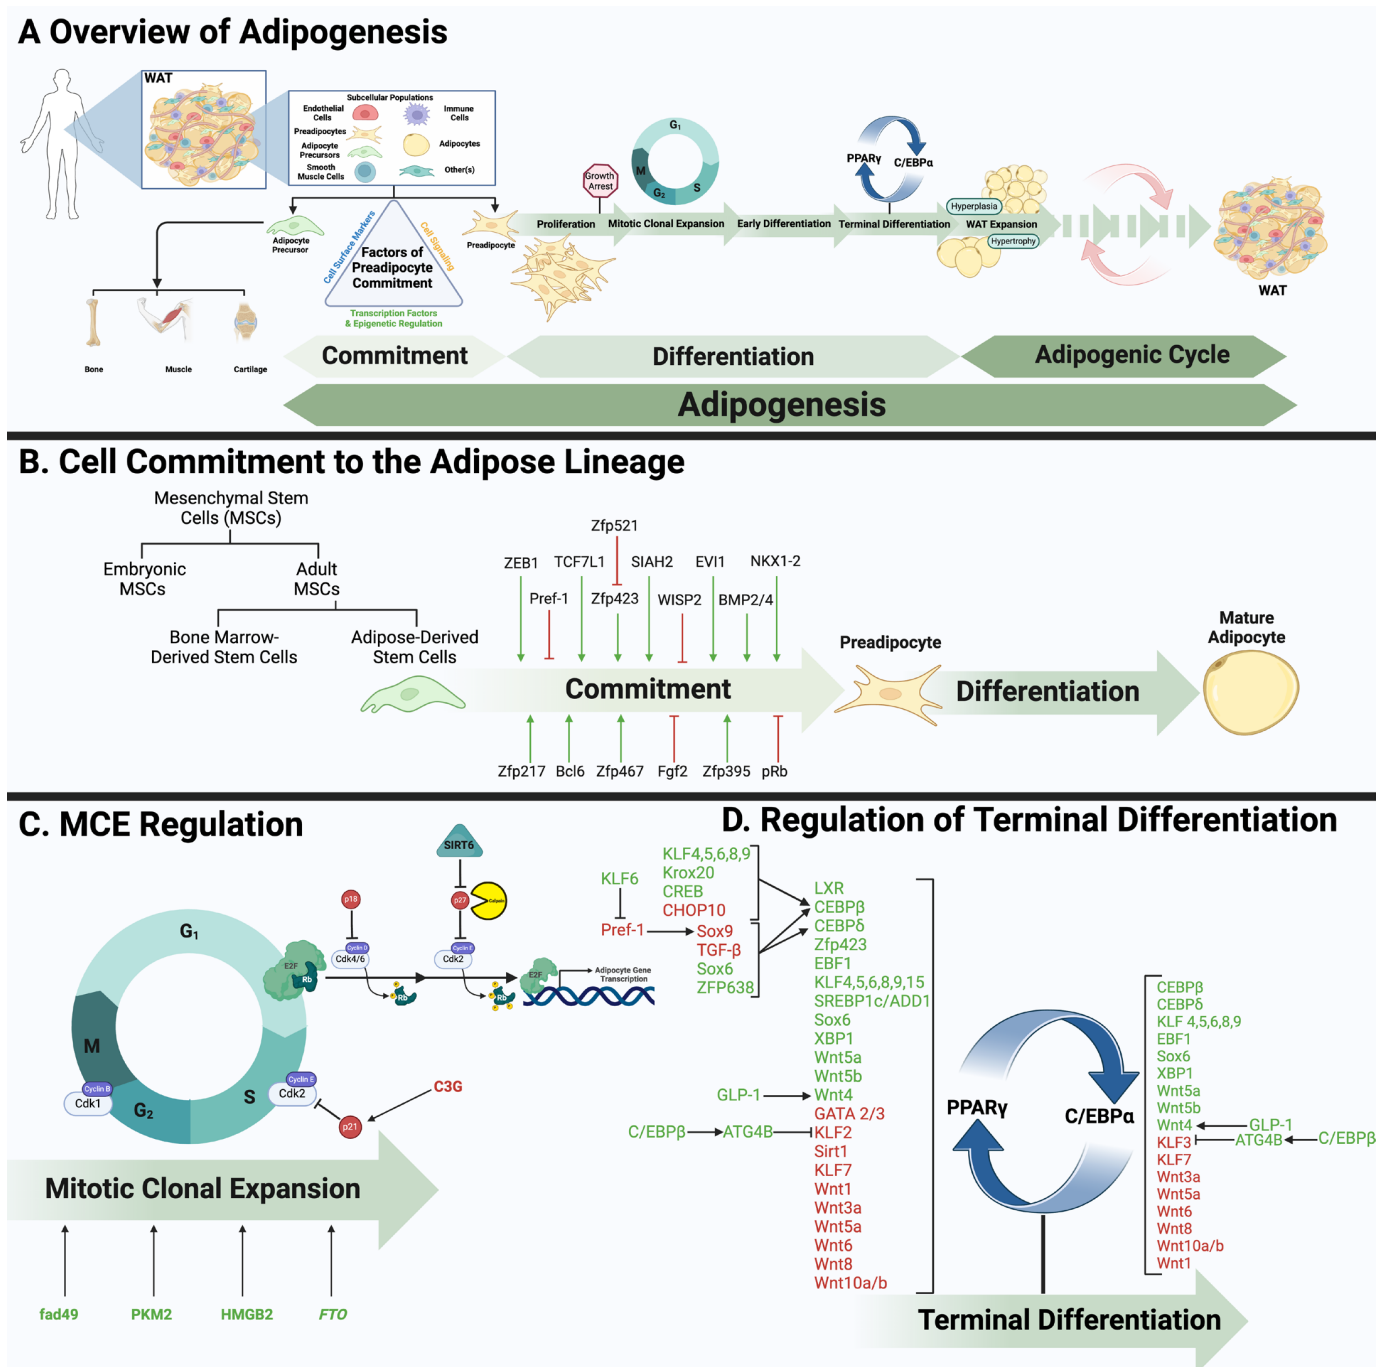 A Overview of Adipogenesis
WAT
Subcellular Populations
Endothelial
Cells
Immune
Cells
Preadipocytes
Adipocytes
Adipocyte
Precursors
Smooth
Muscle Cells
Other(s)
Adipocyte
Precursor
Cell Surface Markers
Cell Signaling
Factors of
Preadipocyte
Commitment
Transcription Factors
& Epigenetic Regulation
Preadipocyte
Bone
Muscle
Cartilage
Growth
Arrest
G1
S
G2
M
PPARγ
C/EBPα
Proliferation
Mitotic Clonal Expansion
Early Differentiation
Terminal Differentiation
Hyperplasia
WAT Expansion
Hypertrophy
WAT
Commitment
Differentiation
Adipogenic Cycle
Adipogenesis
B. Cell Commitment to the Adipose Lineage
Mesenchymal Stem
Cells (MSCs)
Embryonic
MSCs
Adult
MSCs
Bone Marrow-
Derived Stem Cells
Adipose-Derived
Stem Cells
Zfp521
ZEB1
TCF7L1
SIAH2
EVI1
NKX1-2
Pref-1
Zfp423
WISP2
BMP2/4
Commitment
Zfp217
Bcl6
Zfp467
Fgf2
Zfp395
pRb
Preadipocyte
Differentiation
Mature
Adipocyte
C. MCE Regulation
SIRT6
p18
p27
Calpain
Cyclin D
Cdk4/6
Cyclin E
Cdk2
E2F
Rb
P
Rb
P
P
Rb
P
P
E2F
Adipocyte Gene
Transcription
G1
M
G2
S
Cyclin B
Cdk1
Cyclin E
Cdk2
p21
C3G
Mitotic Clonal Expansion
fad49
PKM2
HMGB2
FTO
D. Regulation of Terminal Differentiation
KLF6
Pref-1
KLF4,5,6,8,9
Krox20
CREB
CHOP10
Sox9
TGF-β
Sox6
ZFP638
LXR
CEBPβ
CEBPδ
Zfp423
EBF1
KLF4,5,6,8,9,15
SREBP1c/ADD1
Sox6
XBP1
Wnt5a
Wnt5b
GLP-1
Wnt4
GATA 2/3
C/EBPβ
ATG4B
KLF2
Sirt1
KLF7
Wnt1
Wnt3a
Wnt5a
Wnt6
Wnt8
Wnt10a/b
PPARγ
C/EBPα
CEBPβ
CEBPδ
KLF 4,5,6,8,9
EBF1
Sox6
XBP1
Wnt5a
Wnt5b
Wnt4
GLP-1
KLF3
ATG4B
C/EBPβ
KLF7
Wnt3a
Wnt5a
Wnt6
Wnt8
Wnt10a/b
Wnt1
Terminal Differentiation